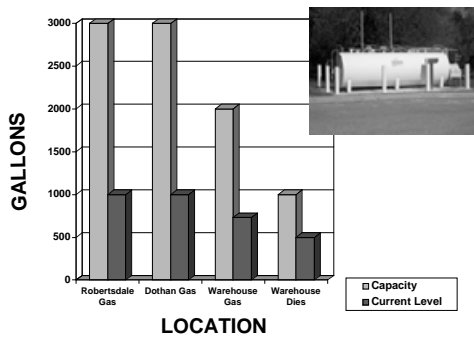 3000
2500
2000
1500
1000
500
0
GALLONS
Robertsdale Gas
Dothan Gas
Warehouse Gas
Warehouse Dies
LOCATION
Capacity
Current Level